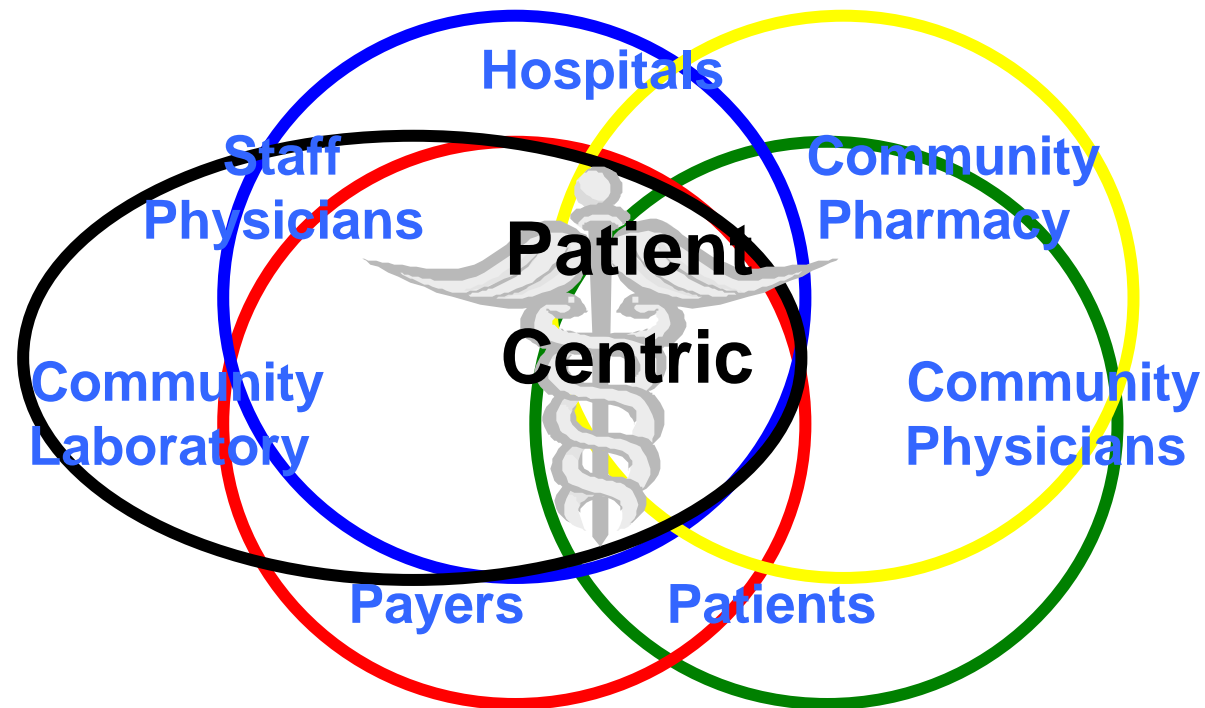 Hospitals
Staff
Physicians
Community
Pharmacy
Patient
Centric
Community
Laboratory
Community
Physicians
Payers
Patients